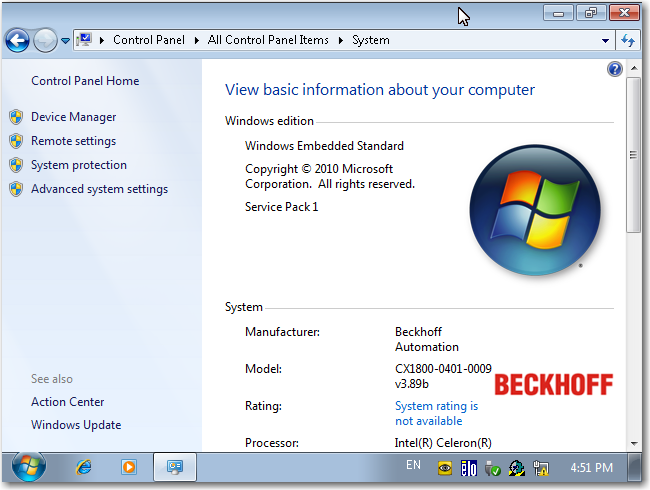 Control Panel All Control Panel Items System
Control Panel Home
Device Manager
Remote settings
System protection
Advanced system settings
See also
Action Center
Windows Update
View basic information about your computer
Windows edition
Windows Embedded Standard
Copyright © 2010 Microsoft
Corporation. All rights reserved.
Service Pack 1
System
Manufacturer: Beckhoff
Automation
Model: CX1800-0401-0009
v3.89b
BECKHOFF
Rating: System rating is
not available
Processor: Intel(R) Celeron(R)
EN 4:51 PM